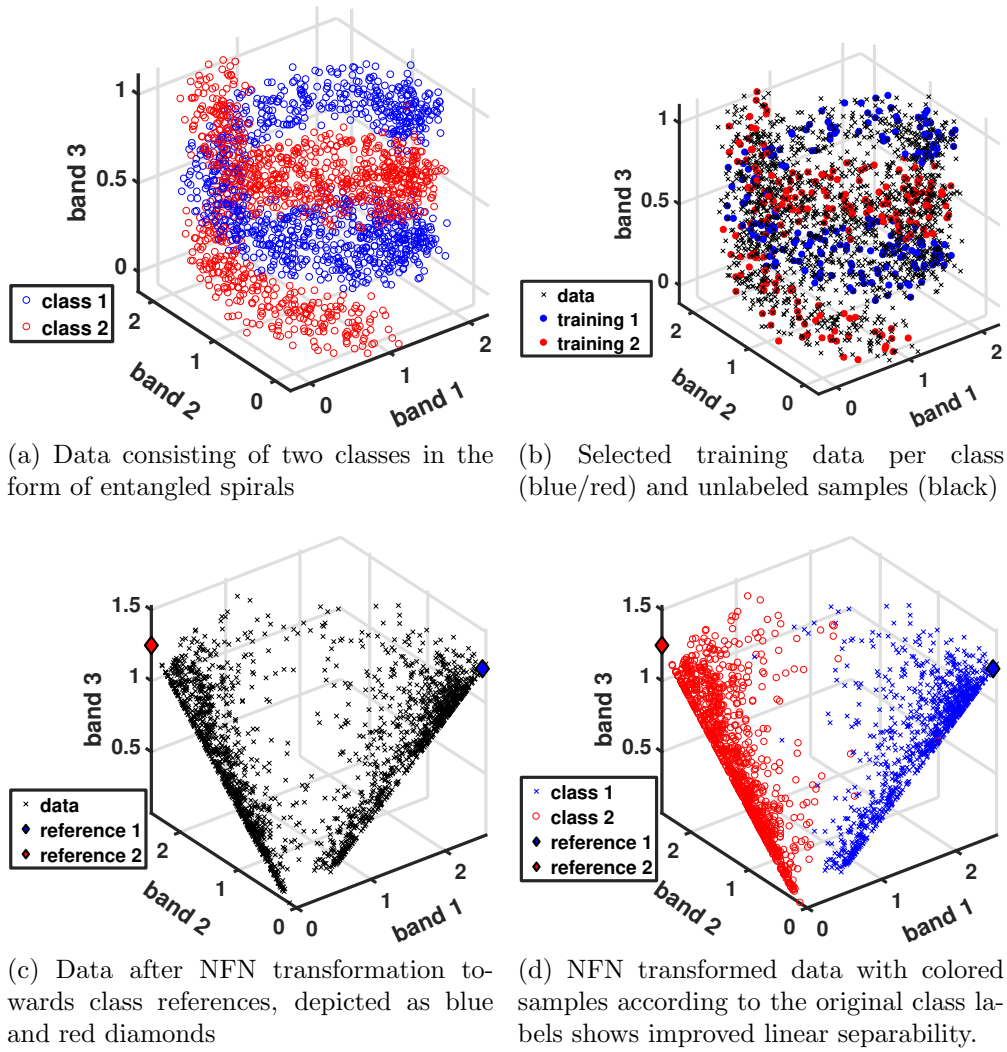 1
0.5
0
band 3
class 1
class 2
2
1
0
band 2
0
1
2
band 1
1
0.5
0
band 3
data
training 1
training 2
2
1
0
band 2
0
1
2
band 1
(a) Data consisting of two classes in the
form of entangled spirals
(b) Selected training data per class
(blue/red) and unlabeled samples (black)
1.5
1
0.5
band 3
data
reference 1
reference 2
2
1
0
band 2
0
1
2
band 1
1.5
1
0.5
band 3
class 1
class 2
reference 1
reference 2
2
1
0
band 2
0
1
2
band 1
(c) Data after NFN transformation to-
wards class references, depicted as blue
and red diamonds
(d) NFN transformed data with colored
samples according to the original class la-
bels shows improved linear separability.